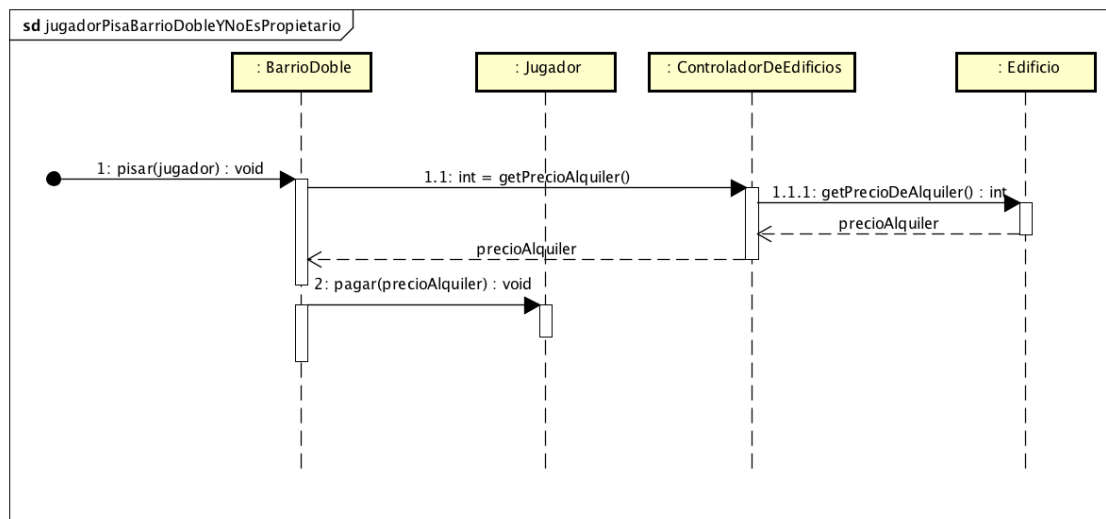 sd jugadorPisaBarrioDobleYNoEsPropietario
: BarrioDoble
: Jugador
: ControladorDeEdificios
: Edificio
1: pisar(jugador) : void
1.1: int = getPrecioAlquiler()
1.1.1: getPrecioDeAlquiler() : int
precioAlquiler
precioAlquiler
2: pagar(precioAlquiler) : void